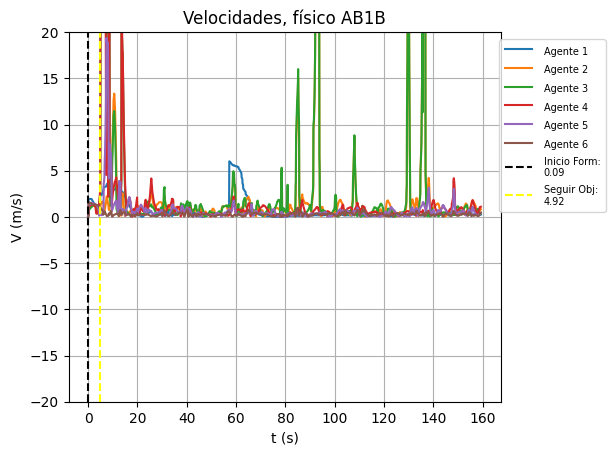 Velocidades, físico AB1B
V (m/s)
20
15
10
5
0
−5
−10
−15
−20
0 20 40 60 80 100 120 140 160
t (s)
Agente 1
Agente 2
Agente 3
Agente 4
Agente 5
Agente 6
Inicio Form:
0.09
Seguir Obj:
4.92